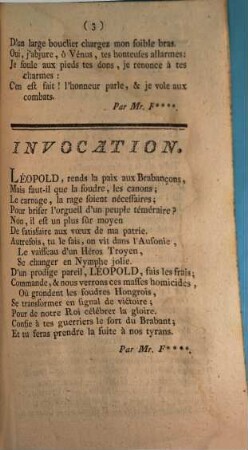 ( 3 )
D'un large bouclier chargez mon foible bras.
Oui, j'abjure, ô Vénus, tes honteuses allarmes:
Je foule aux pieds tes dons, je renonce à tes
charmes:
Ç'en est fait! l'honneur parle, & je vole aux
combats.
Par Mr. F****.
INVOCATION.
LÉOPOLD, rends la paix aux Brabançons,
Mais faut-il que la foudre, les canons;
Le carnage, la rage soient nécessaires;
Pour briser l'orgueil d'un peuple téméraire?
Non, il est un plus sûr moyen
De satisfaire aux vœux de ma patrie.
Autrefois, tu le sais, on vit dans l'Ausonie,
Le vaisseau d'un Héros Troyen,
Se changer en Nymphe jolie.
D'un prodige pareil, LÉOPOLD, fais les frais;
Commande, & nous verrons ces masses homicides,
Où grondent les foudres Hongrois,
Se transformer en signal de victoire;
Pour de notre Roi célébrer la gloire.
Confie à tes guerriers le sort du Brabant;
Et tu feras prendre la fuite à nos tyrans.
Par Mr. F****.